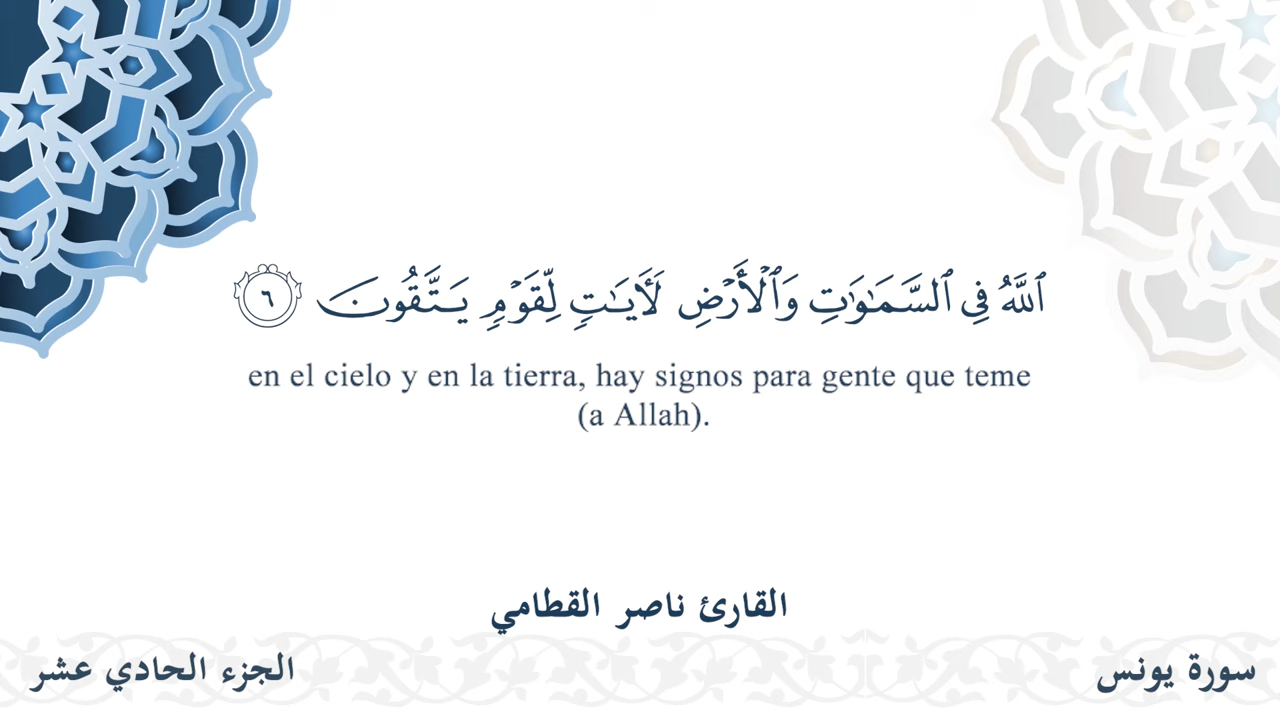 ٱللَّهُ فِي ٱلسَّمَـٰوَٰتِ وَٱلْأَرْضِ لَـَٔايَـٰتٍ لِّقَوْمٍ يَتَّقُونَ ٦
en el cielo y en la tierra, hay signos para gente que teme
(a Allah).
القارئ ناصر القطامي
سورة يونس
الجزء الحادي عشر